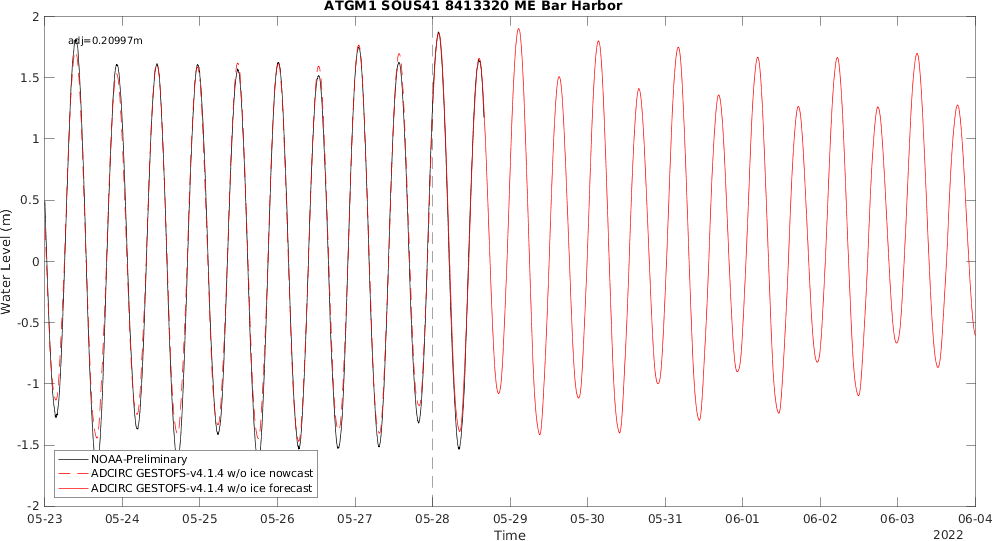 ATGM1 SOUS41 8413320 ME Bar Harbor
adj=0.20997m
Water Level (m)
2
1.5
1
0.5
0
-0.5
-1
-1.5
-2
NOAA-Preliminary
ADCIRC GESTOFS-v4.1.4 w/o ice nowcast
ADCIRC GESTOFS-v4.1.4 w/o ice forecast
05-23 05-24 05-25 05-26 05-27 05-28 05-29 05-30 05-31 06-01 06-02 06-03 06-04
Time
2022